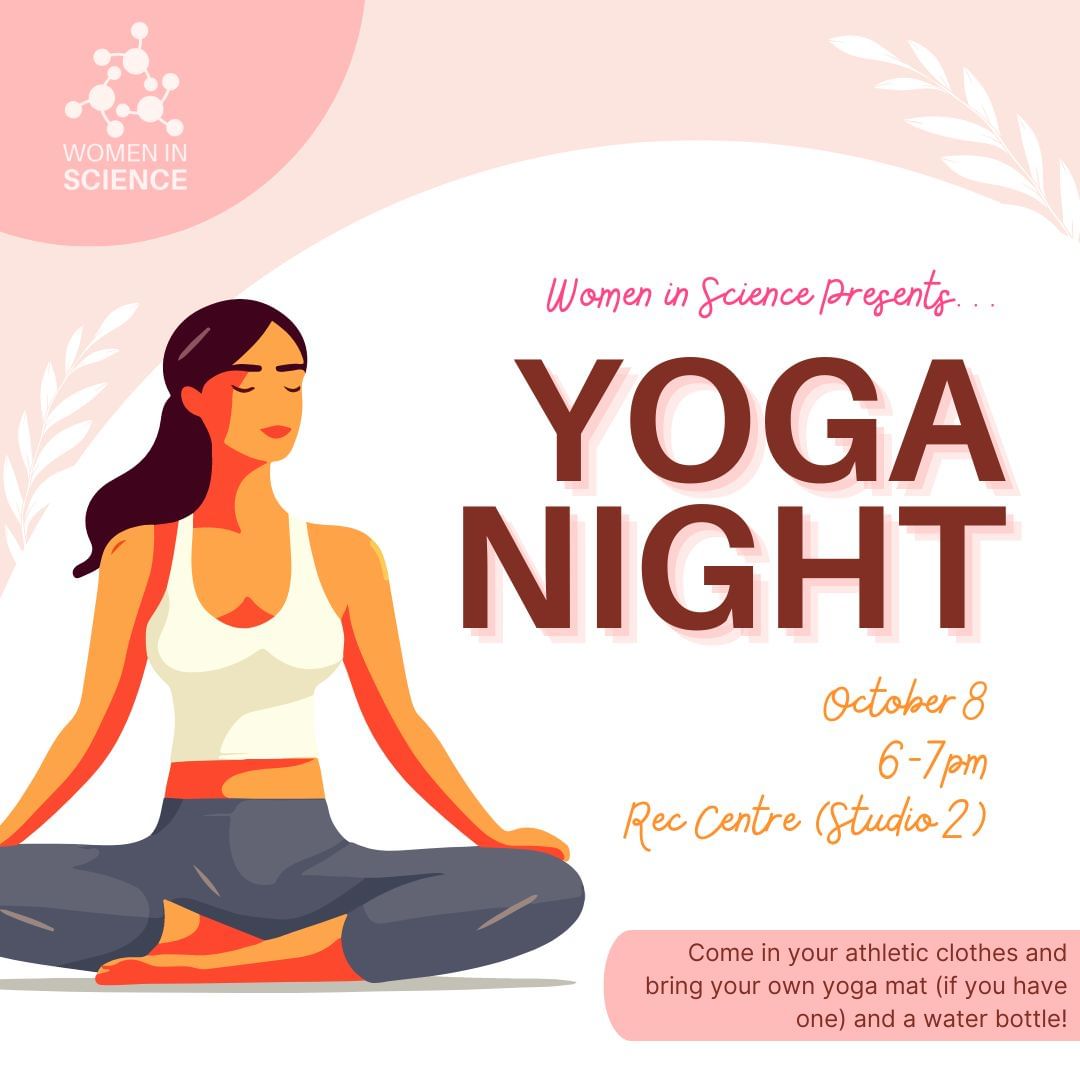 WOMEN IN
SCIENCE
Women in Science Presents...
YOGA
NIGHT
October 8
6-7pm
Rec Centre (Studio 2)
Come in your athletic clothes and
bring your own yoga mat (if you have
one) and a water bottle!